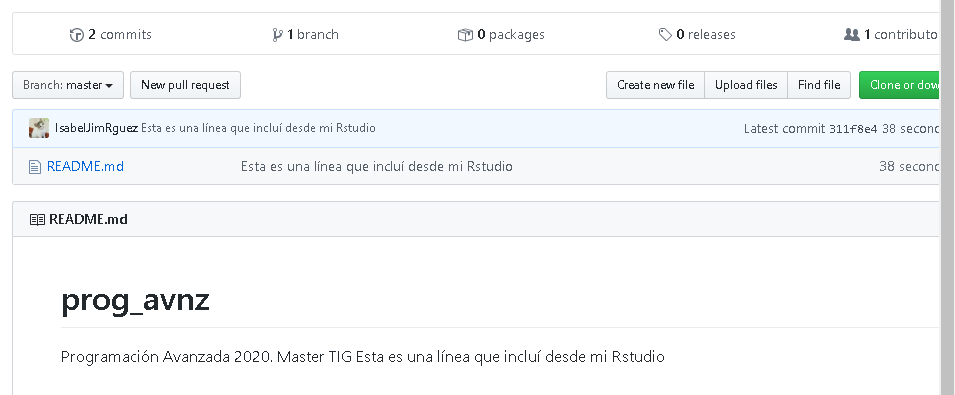 2 commits 1 branch 0 packages 0 releases 1 contributo
Branch: master New pull request Create new file Upload files Find file Clone or dow
IsabelJimRguez Esta es una línea que incluí desde mi Rstudio Latest commit 311f8e4 38 secon
README.md Esta es una línea que incluí desde mi Rstudio 38 secon
README.md
prog_avnz
Programación Avanzada 2020. Master TIG Esta es una línea que incluí desde mi Rstudio